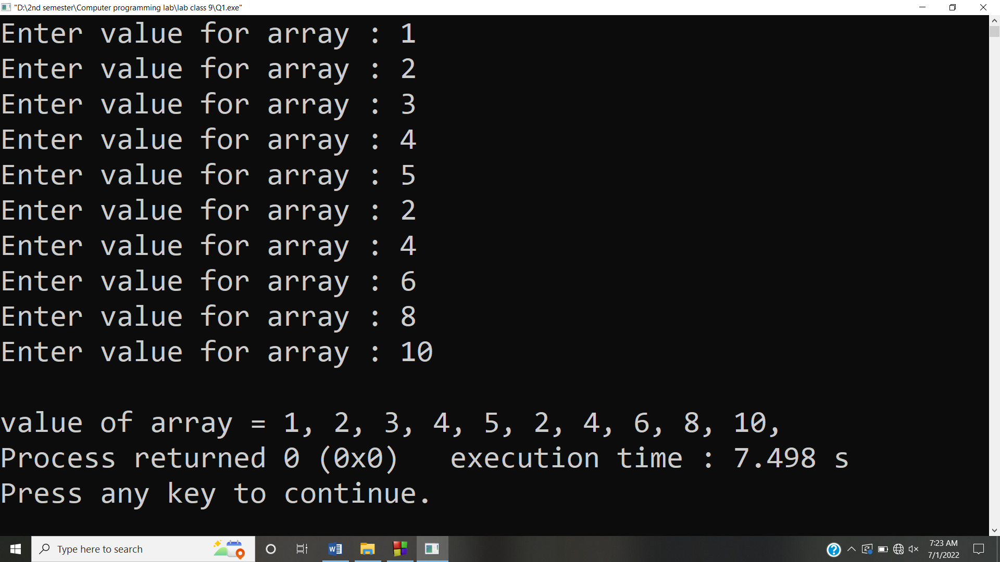 "D:\2nd semester\Computer programming lab\lab class 9\Q1.exe"
Enter value for array : 1
Enter value for array : 2
Enter value for array : 3
Enter value for array : 4
Enter value for array : 5
Enter value for array : 2
Enter value for array : 4
Enter value for array : 6
Enter value for array : 8
Enter value for array : 10
value of array = 1, 2, 3, 4, 5, 2, 4, 6, 8, 10,
Process returned 0 (0x0)   execution time : 7.498 s
Press any key to continue.
Type here to search
7:23 AM
7/1/2022